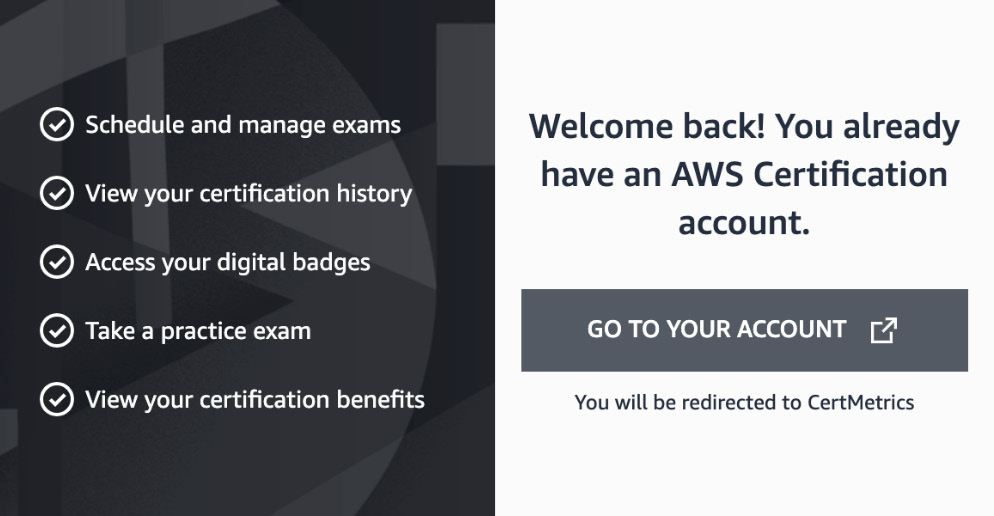 Schedule and manage exams
View your certification history
Access your digital badges
Take a practice exam
View your certification benefits
Welcome back! You already
have an AWS Certification
account.
GO TO YOUR ACCOUNT
You will be redirected to CertMetrics